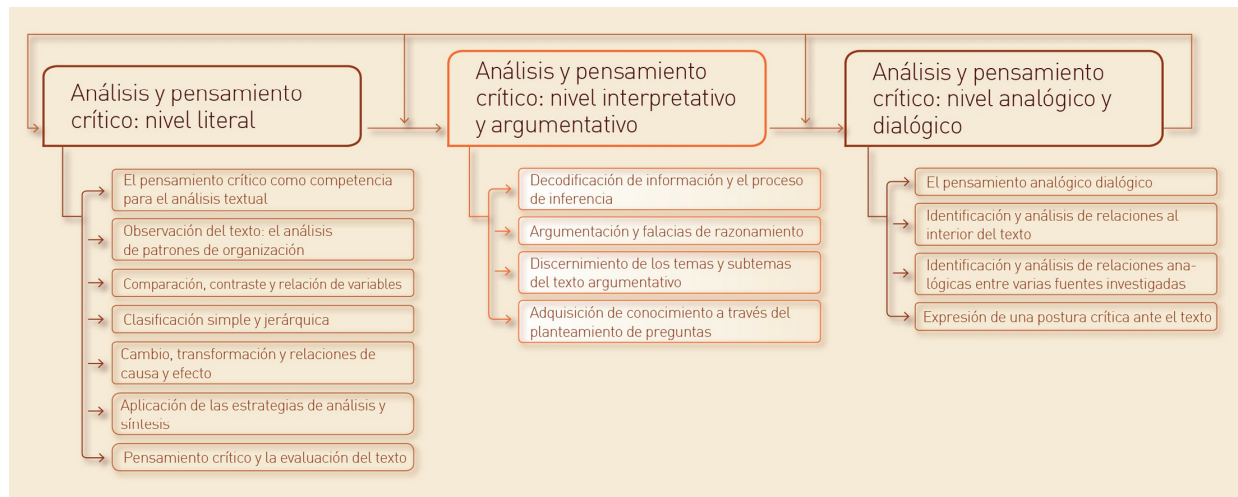 Análisis y pensamiento
crítico: nivel literal
El pensamiento crítico como competencia
para el análisis textual
Observación del texto: el análisis
de patrones de organización
Comparación, contraste y relación de variables
Clasificación simple y jerárquica
Cambio, transformación y relaciones de
causa y efecto
Aplicación de las estrategias de análisis y
síntesis
Pensamiento crítico y la evaluación del texto
Análisis y pensamiento
crítico: nivel interpretativo
y argumentativo
Decodificación de información y el proceso
de inferencia
Argumentación y falacias de razonamiento
Discernimiento de los temas y subtemas
del texto argumentativo
Adquisición de conocimiento a través del
planteamiento de preguntas
Análisis y pensamiento
crítico: nivel analógico y
dialógico
El pensamiento analógico dialógico
Identificación y análisis de relaciones al
interior del texto
Identificación y análisis de relaciones ana-
lógicas entre varias fuentes investigadas
Expresión de una postura crítica ante el texto